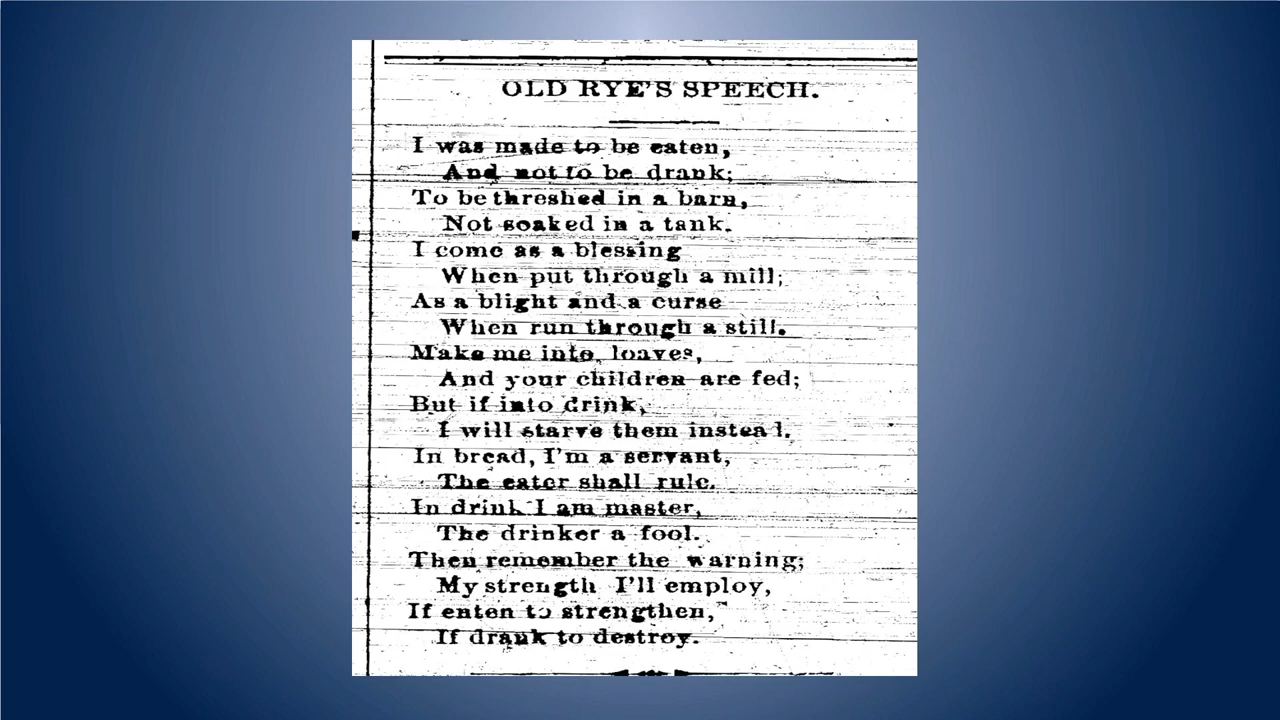 OLD RYE'S SPEECH.
I was made to be eaten,
And not to be drank;
To be threshed in a barn,
Not soaked in a tank.
I come as a blessing
When put through a mill;
As a blight and a curse
When run through a still.
Make me into loaves,
And your children are fed;
But if into drink,
I will starve them instead.
In bread, I'm a servant,
The eater shall rule.
In drink I am master,
The drinker a fool.
Then remember the warning;
My strength I'll employ,
If eaten to strengthen,
If drank to destroy.